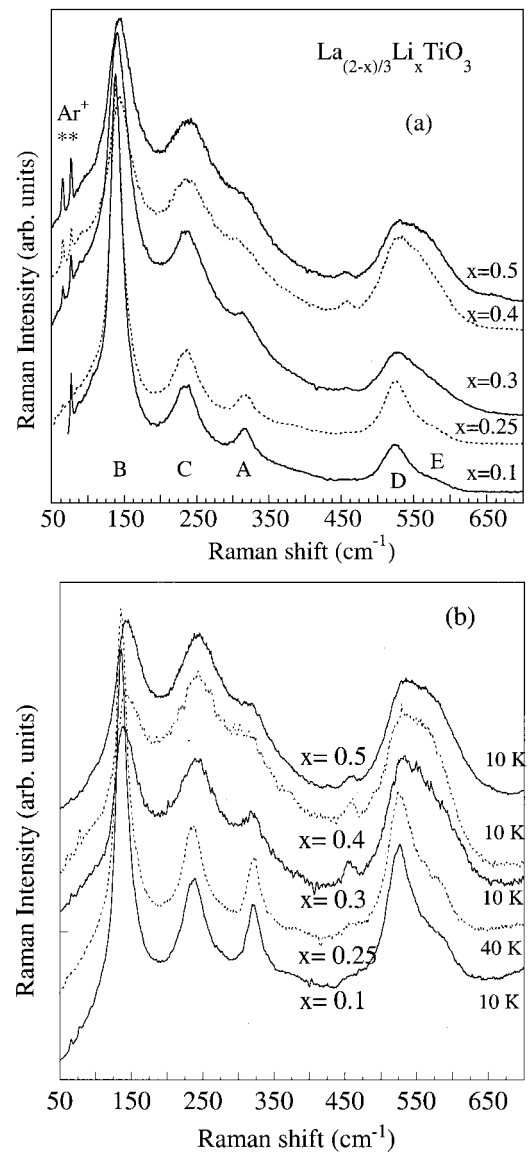 La(2-x)/3LixTiO3
Ar+
**
(a)
x=0.5
x=0.4
x=0.3
x=0.25
x=0.1
B C A D E
50 150 250 350 450 550 650
Raman shift (cm-1)
Raman Intensity (arb. units)
(b)
x= 0.5 10 K
x= 0.4 10 K
x= 0.3 10 K
x= 0.25 40 K
x= 0.1 10 K
50 150 250 350 450 550 650
Raman shift (cm-1)
Raman Intensity (arb. units)